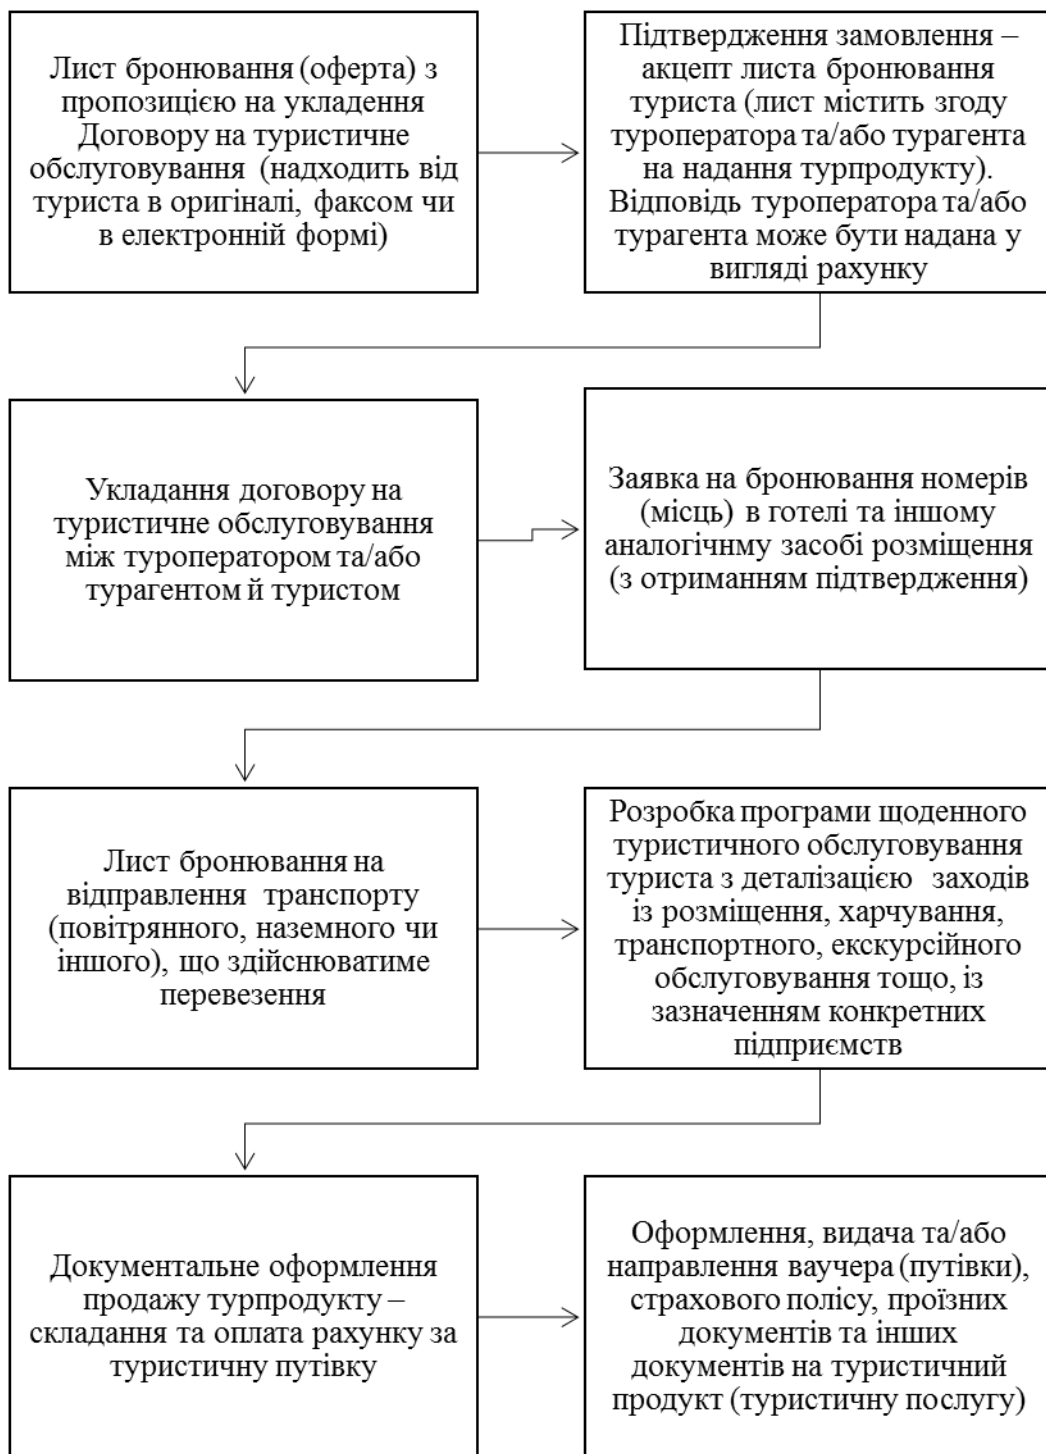 Лист бронювання (оферта) з
пропозицією на укладення
Договору на туристичне
обслуговування (надходить від
туриста в оригіналі, факсом чи
в електронній формі)
Підтвердження замовлення –
акцепт листа бронювання
туриста (лист містить згоду
туроператора та/або турагента
на надання турпродукту).
Відповідь туроператора та/або
турагента може бути надана у
вигляді рахунку
Укладання договору на
туристичне обслуговування
між туроператором та/або
турагентом й туристом
Заявка на бронювання номерів
(місць) в готелі та іншому
аналогічнму засобі розміщення
(з отриманням підтвердження)
Лист бронювання на
відправлення транспорту
(повітрянного, наземного чи
іншого), що здійснюватиме
перевезення
Розробка програми щоденного
туристичного обслуговування
туриста з деталізацією заходів
із розміщення, харчування,
транспортного, екскурсійного
обслуговування тощо, із
зазначенням конкретних
підприємств
Документальне оформлення
продажу турпродукту –
складання та оплата рахунку за
туристичну путівку
Оформлення, видача та/або
направлення ваучера (путівки),
страхового полісу, проїзних
документів та інших
документів на туристичний
продукт (туристичну послугу)